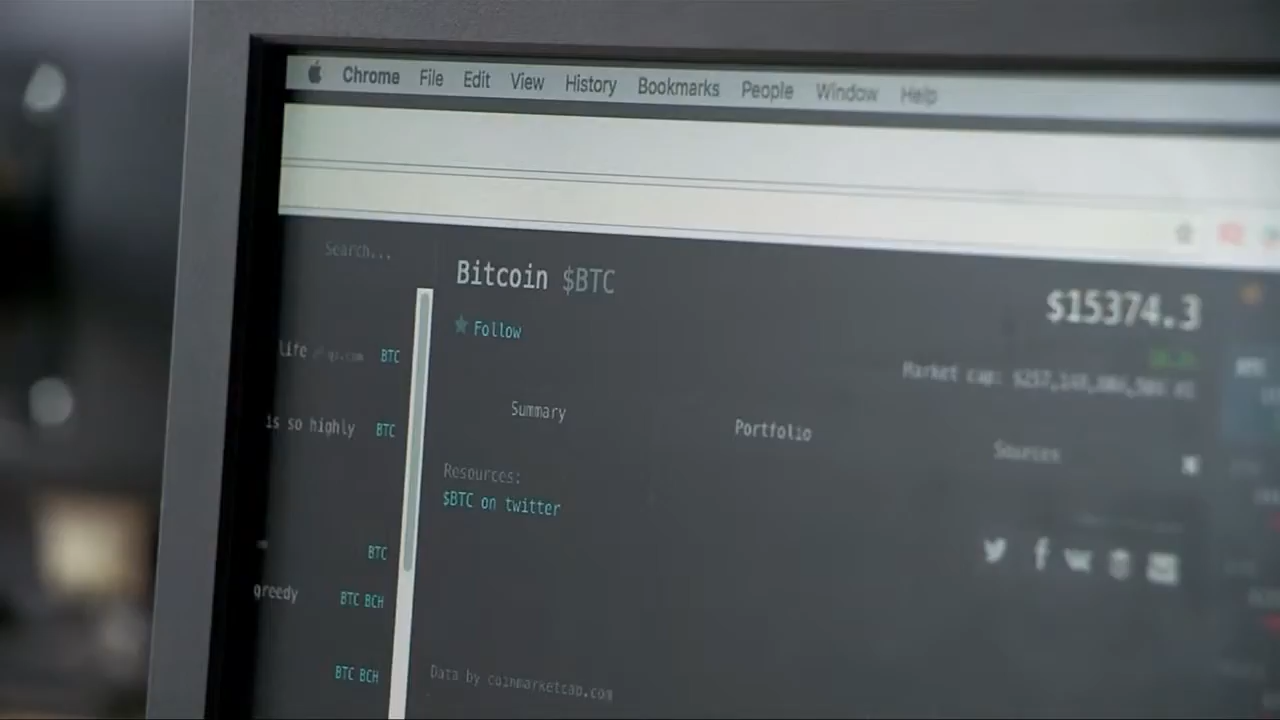 Chrome File Edit View History Bookmarks People Window Help
Search...
Bitcoin $BTC
$15374.3
Follow
life BTC
Market cap:
is so highly BTC
Summary Portfolio Sources
Resources:
$BTC on twitter
BTC
greedy BTC BCH
BTC BCH
Data by coinmarketcap.com